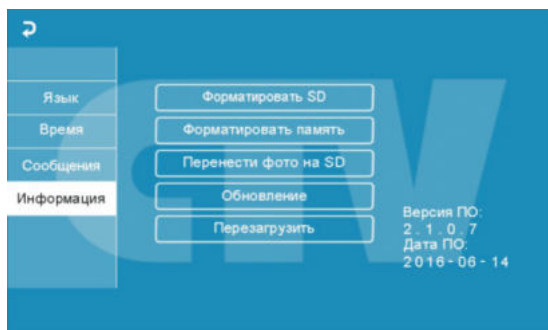 Язык
Время
Сообщения
Информация
Форматировать SD
Форматировать память
Перенести фото на SD
Обновление
Перезагрузить
Версия ПО:
2.1.0.7
Дата ПО:
2016-06-14
CTV